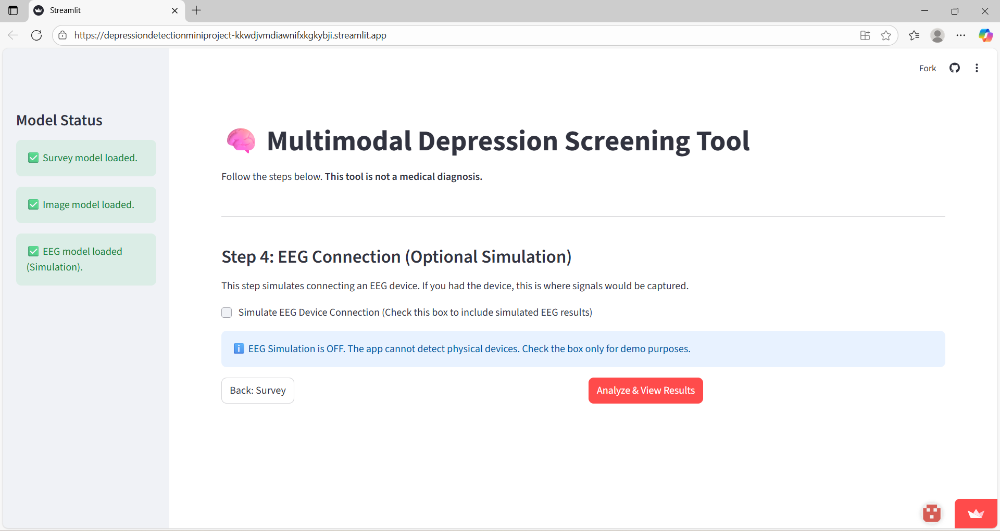 Streamlit
https://depressiondetectionminiproject-kkwdjvmdiawnifxkgkybji.streamlit.app
Fork
Model Status
✅ Survey model loaded.
✅ Image model loaded.
✅ EEG model loaded
(Simulation).
🧠 Multimodal Depression Screening Tool
Follow the steps below. This tool is not a medical diagnosis.
Step 4: EEG Connection (Optional Simulation)
This step simulates connecting an EEG device. If you had the device, this is where signals would be captured.
Simulate EEG Device Connection (Check this box to include simulated EEG results)
ℹ️ EEG Simulation is OFF. The app cannot detect physical devices. Check the box only for demo purposes.
Back: Survey
Analyze & View Results